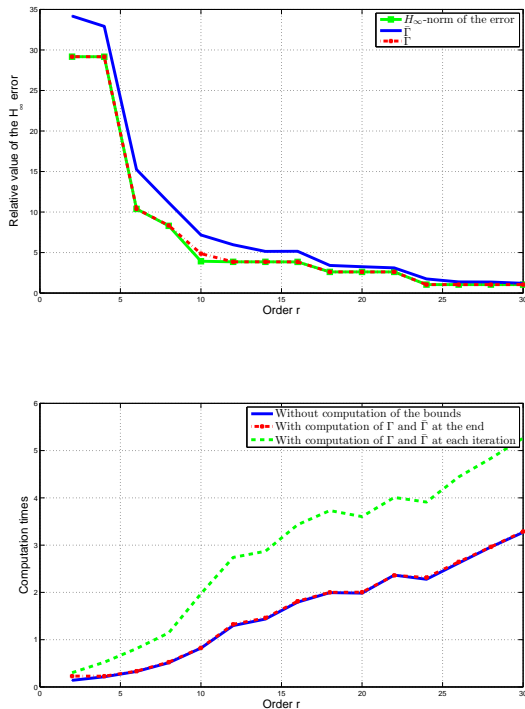 35
30
25
20
15
10
5
0
0 5 10 15 20 25 30
Relative value of the H∞ error
Order r
H∞-norm of the error
Γ̄
Γ
6
5
4
3
2
1
0
0 5 10 15 20 25 30
Computation times
Order r
Without computation of the bounds
With computation of Γ and Γ̄ at the end
With computation of Γ and Γ̄ at each iteration